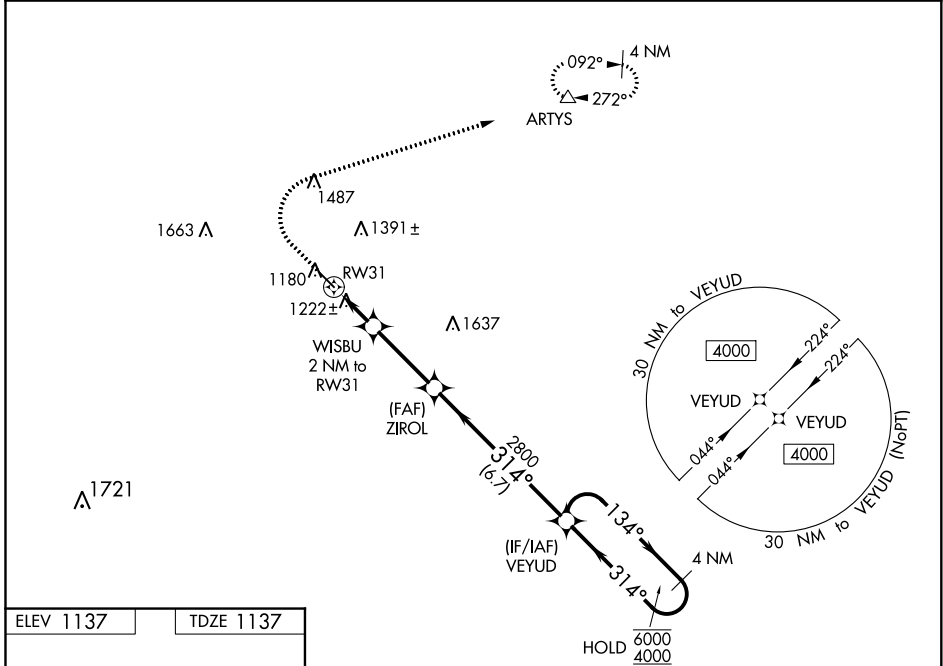 4 NM
092°
272°
ARTYS
1487
1663
1391 ±
1180
RW31
1222 ±
1637
WISBU
2 NM to
RW31
(FAF)
ZIROL
2800
314°
(6.7)
1721
(IF/IAF)
VEYUD
134°
314°
4 NM
HOLD
6000
4000
30 NM to VEYUD
4000
224°
224°
VEYUD
VEYUD
044°
044°
4000
30 NM to VEYUD (NoPT)
ELEV 1137
TDZE 1137